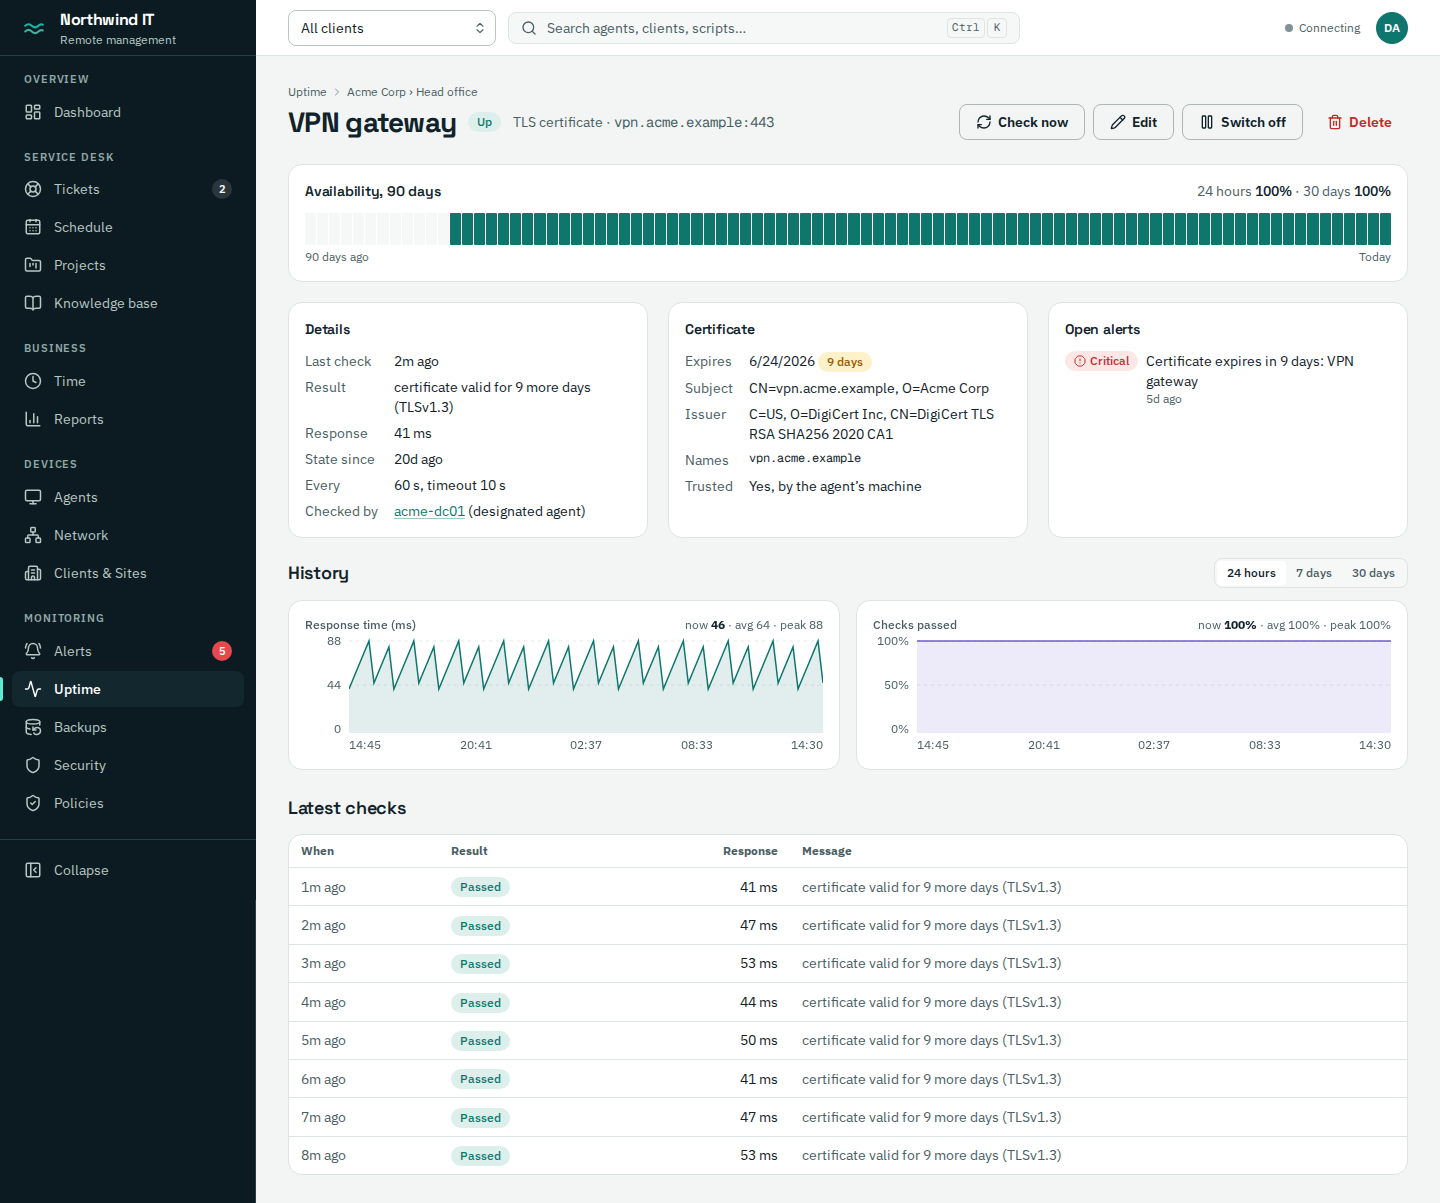 Northwind IT
Remote management
All clients
Search agents, clients, scripts...
Ctrl K
Connecting
DA
OVERVIEW
Dashboard
SERVICE DESK
Tickets 2
Schedule
Projects
Knowledge base
BUSINESS
Time
Reports
DEVICES
Agents
Network
Clients & Sites
MONITORING
Alerts 5
Uptime
Backups
Security
Policies
Collapse
Uptime > Acme Corp › Head office
VPN gateway Up TLS certificate · vpn.acme.example:443
Check now Edit Switch off Delete
Availability, 90 days 24 hours 100% · 30 days 100%
90 days ago Today
Details
Last check 2m ago
Result certificate valid for 9 more days
(TLSv1.3)
Response 41 ms
State since 20d ago
Every 60 s, timeout 10 s
Checked by acme-dc01 (designated agent)
Certificate
Expires 6/24/2026 9 days
Subject CN=vpn.acme.example, O=Acme Corp
Issuer C=US, O=DigiCert Inc, CN=DigiCert TLS
RSA SHA256 2020 CA1
Names vpn.acme.example
Trusted Yes, by the agent's machine
Open alerts
Critical Certificate expires in 9 days: VPN
gateway
5d ago
History 24 hours 7 days 30 days
Response time (ms) now 46 · avg 64 · peak 88
88
44
0
14:45 20:41 02:37 08:33 14:30
Checks passed now 100% · avg 100% · peak 100%
100%
50%
0%
14:45 20:41 02:37 08:33 14:30
Latest checks
When Result Response Message
1m ago Passed 41 ms certificate valid for 9 more days (TLSv1.3)
2m ago Passed 47 ms certificate valid for 9 more days (TLSv1.3)
3m ago Passed 53 ms certificate valid for 9 more days (TLSv1.3)
4m ago Passed 44 ms certificate valid for 9 more days (TLSv1.3)
5m ago Passed 50 ms certificate valid for 9 more days (TLSv1.3)
6m ago Passed 41 ms certificate valid for 9 more days (TLSv1.3)
7m ago Passed 47 ms certificate valid for 9 more days (TLSv1.3)
8m ago Passed 53 ms certificate valid for 9 more days (TLSv1.3)